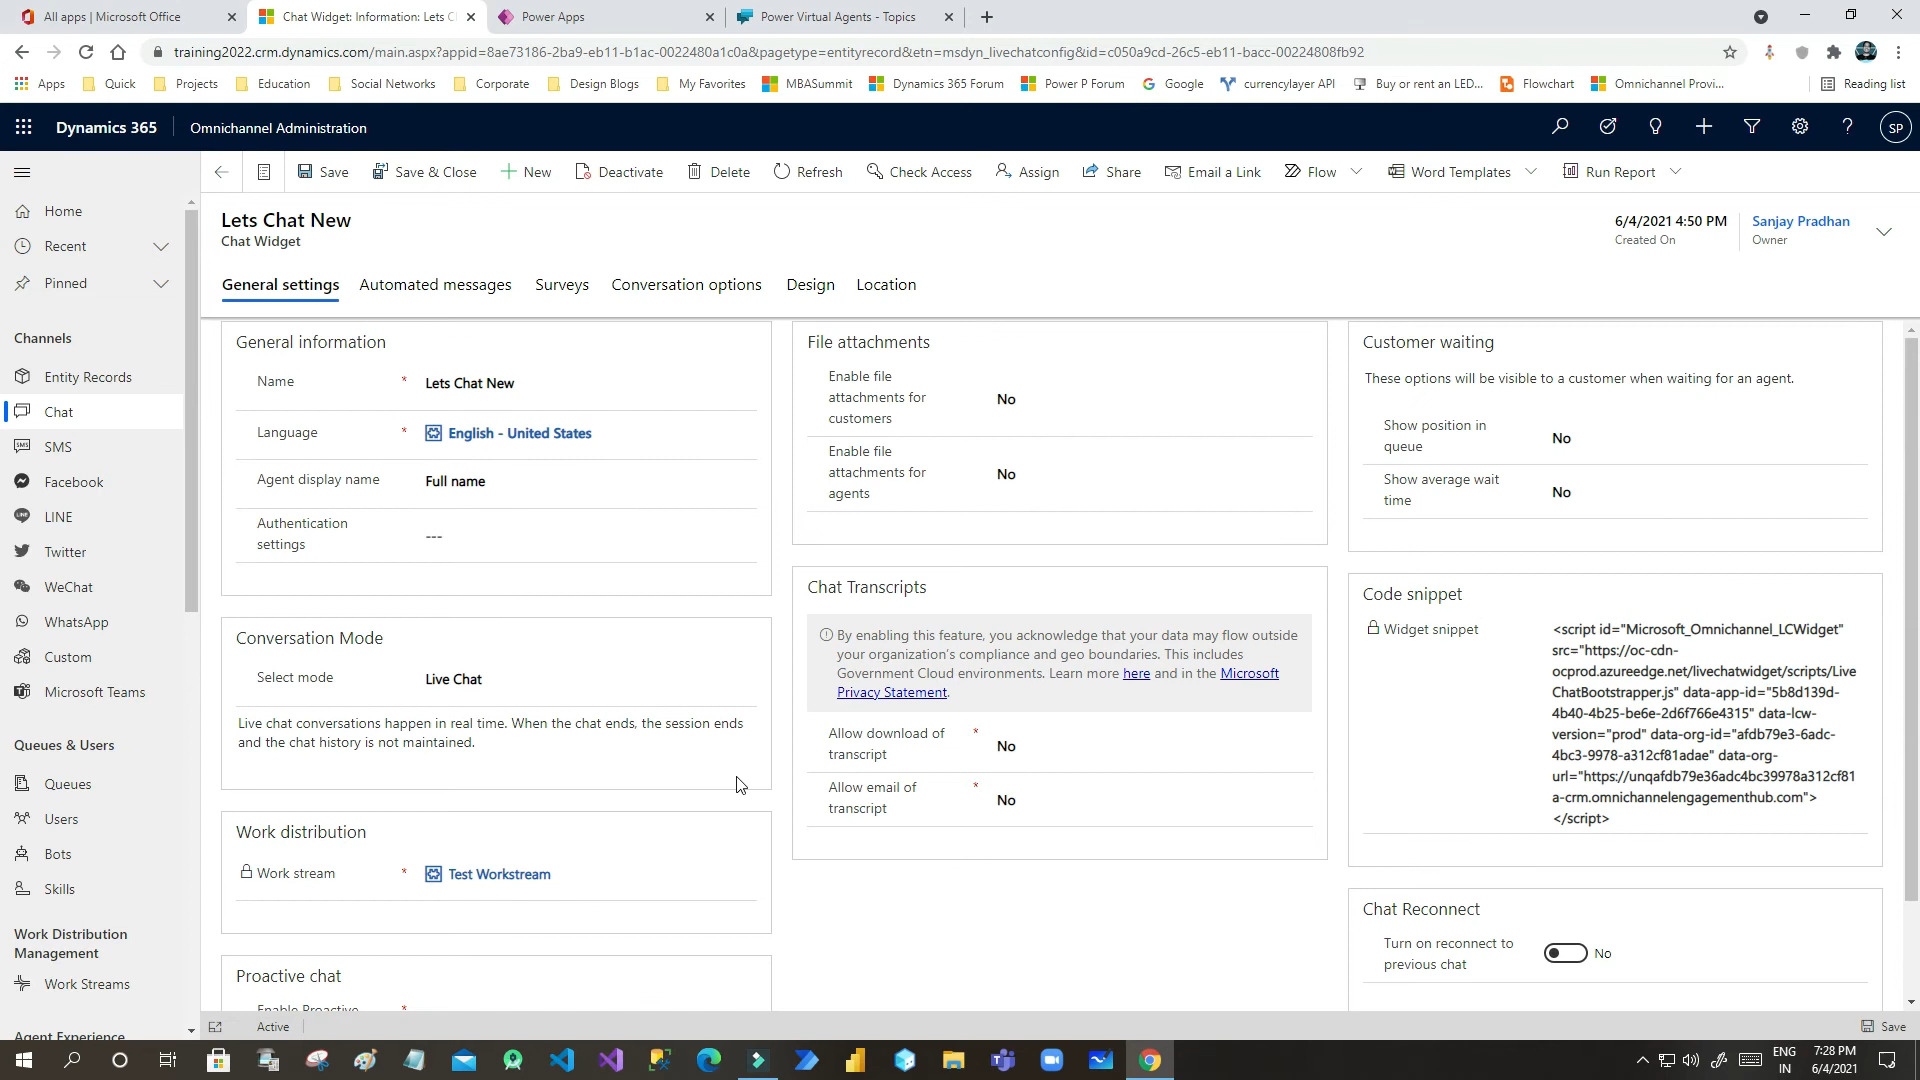 All apps | Microsoft Office
Chat Widget: Information: Lets C
Power Apps
Power Virtual Agents - Topics
training2022.crm.dynamics.com/main.aspx?appid=8ae73186-2ba9-eb11-b1ac-0022480a1c0a&pagetype=entityrecord&etn=msdyn_livechatconfig&id=c050a9cd-26c5-eb11-bacc-00224808fb92
Apps
Quick
Projects
Education
Social Networks
Corporate
Design Blogs
My Favorites
MBASummit
Dynamics 365 Forum
Power P Forum
Google
currencylayer API
Buy or rent an LED...
Flowchart
Omnichannel Provi...
Reading list
Dynamics 365
Omnichannel Administration
SP
Save
Save & Close
New
Deactivate
Delete
Refresh
Check Access
Assign
Share
Email a Link
Flow
Word Templates
Run Report
Home
Recent
Pinned
Channels
Entity Records
Chat
SMS
Facebook
LINE
Twitter
WeChat
WhatsApp
Custom
Microsoft Teams
Queues & Users
Queues
Users
Bots
Skills
Work Distribution
Management
Work Streams
Agent Experience
Lets Chat New
Chat Widget
6/4/2021 4:50 PM
Created On
Sanjay Pradhan
Owner
General settings
Automated messages
Surveys
Conversation options
Design
Location
General information
Name * Lets Chat New
Language * English - United States
Agent display name Full name
Authentication
settings
---
Conversation Mode
Select mode Live Chat
Live chat conversations happen in real time. When the chat ends, the session ends
and the chat history is not maintained.
Work distribution
Work stream * Test Workstream
Proactive chat
Enable Proactive *
File attachments
Enable file
attachments for
customers
No
Enable file
attachments for
agents
No
Chat Transcripts
By enabling this feature, you acknowledge that your data may flow outside
your organization's compliance and geo boundaries. This includes
Government Cloud environments. Learn more here and in the Microsoft
Privacy Statement.
Allow download of
transcript
* No
Allow email of
transcript
* No
Customer waiting
These options will be visible to a customer when waiting for an agent.
Show position in
queue
No
Show average wait
time
No
Code snippet
Widget snippet
<script id="Microsoft_Omnichannel_LCWidget"
src="https://oc-cdn-
ocprod.azureedge.net/livechatwidget/scripts/Live
ChatBootstrapper.js" data-app-id="5b8d139d-
4b40-4b25-be6e-2d6f766e4315" data-lcw-
version="prod" data-org-id="afdb79e3-6adc-
4bc3-9978-a312cf81adae" data-org-
url="https://unqafdb79e36adc4bc39978a312cf81
a-crm.omnichannelengagementhub.com">
</script>
Chat Reconnect
Turn on reconnect to
previous chat
No
Active
Save
ENG
IN
7:28 PM
6/4/2021